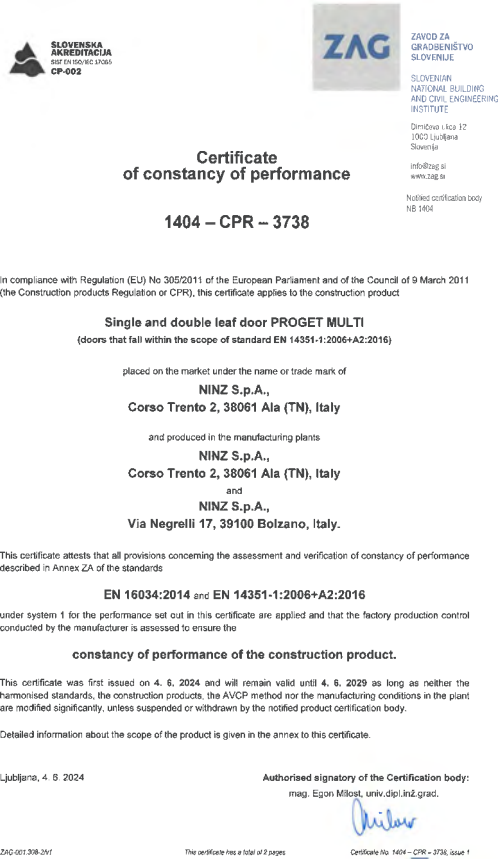 SLOVENSKA
AKREDITACIJA
SIST EN ISO/IEC 17065
CP-002
ZAG
ZAVOD ZA
GRADBENIŠTVO
SLOVENIJE
SLOVENIAN
NATIONAL BUILDING
AND CIVIL ENGINEERING
INSTITUTE
Dimičeva ulica 12
1000 Ljubljana
Slovenija
info@zag.si
www.zag.si
Notified certification body
NB 1404
Certificate
of constancy of performance
1404 – CPR – 3738
In compliance with Regulation (EU) No 305/2011 of the European Parliament and of the Council of 9 March 2011
(the Construction products Regulation or CPR), this certificate applies to the construction product
Single and double leaf door PROGET MULTI
(doors that fall within the scope of standard EN 14351-1:2006+A2:2016)
placed on the market under the name or trade mark of
NINZ S.p.A.,
Corso Trento 2, 38061 Ala (TN), Italy
and produced in the manufacturing plants
NINZ S.p.A.,
Corso Trento 2, 38061 Ala (TN), Italy
and
NINZ S.p.A.,
Via Negrelli 17, 39100 Bolzano, Italy.
This certificate attests that all provisions concerning the assessment and verification of constancy of performance
described in Annex ZA of the standards
EN 16034:2014 and EN 14351-1:2006+A2:2016
under system 1 for the performance set out in this certificate are applied and that the factory production control
conducted by the manufacturer is assessed to ensure the
constancy of performance of the construction product.
This certificate was first issued on 4. 6. 2024 and will remain valid until 4. 6. 2029 as long as neither the
harmonised standards, the construction products, the AVCP method nor the manufacturing conditions in the plant
are modified significantly, unless suspended or withdrawn by the notified product certification body.
Detailed information about the scope of the product is given in the annex to this certificate.
Ljubljana, 4. 6. 2024
Authorised signatory of the Certification body:
mag. Egon Milost, univ.dipl.inž.grad.
This certificate has a total of 2 pages
Certificate No. 1404 – CPR – 3738, issue 1